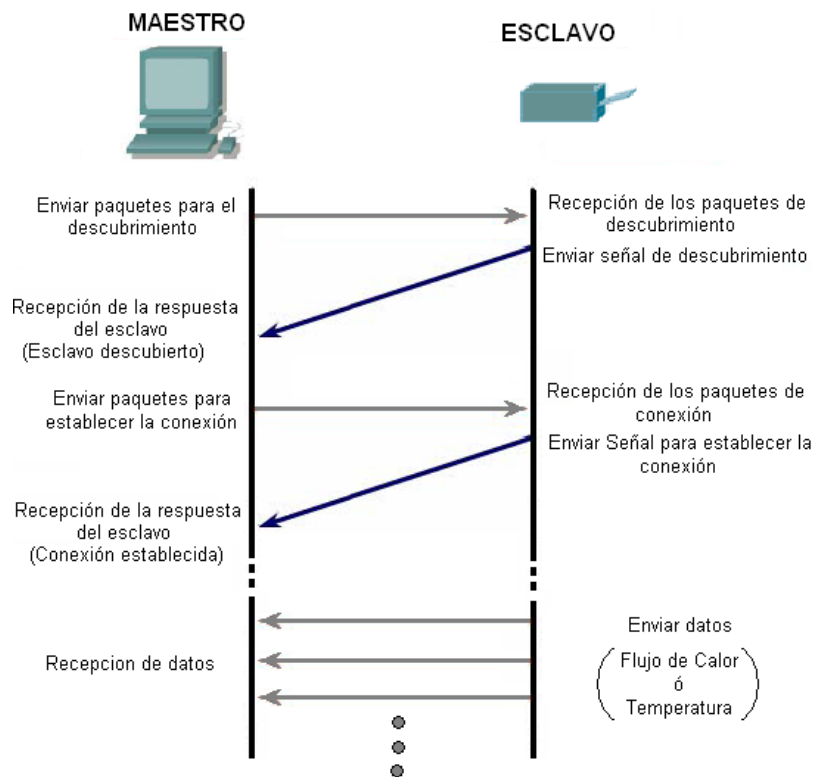 MAESTRO
ESCLAVO
Enviar paquetes para el
descubrimiento
Recepción de los paquetes de
descubrimiento
Enviar señal de descubrimiento
Recepción de la respuesta
del esclavo
(Esclavo descubierto)
Enviar paquetes para
establecer la conexión
Recepción de los paquetes de
conexión
Enviar Señal para establecer la
conexión
Recepción de la respuesta
del esclavo
(Conexión establecida)
Enviar datos
Recepcion de datos
( Flujo de Calor
ó
Temperatura )